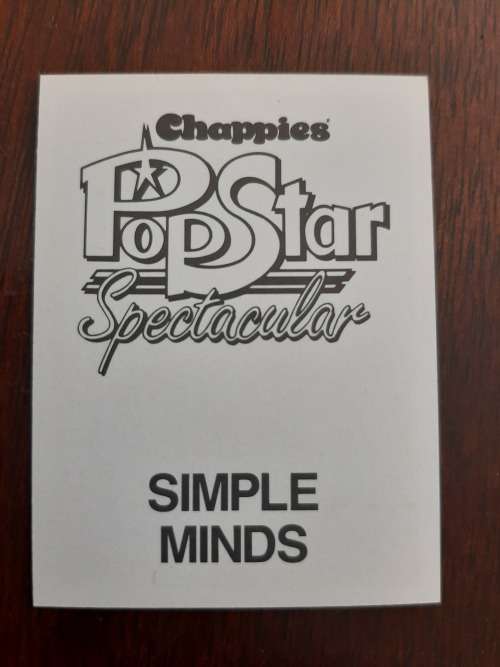 Chappies
PopStar
Spectacular
SIMPLE
MINDS